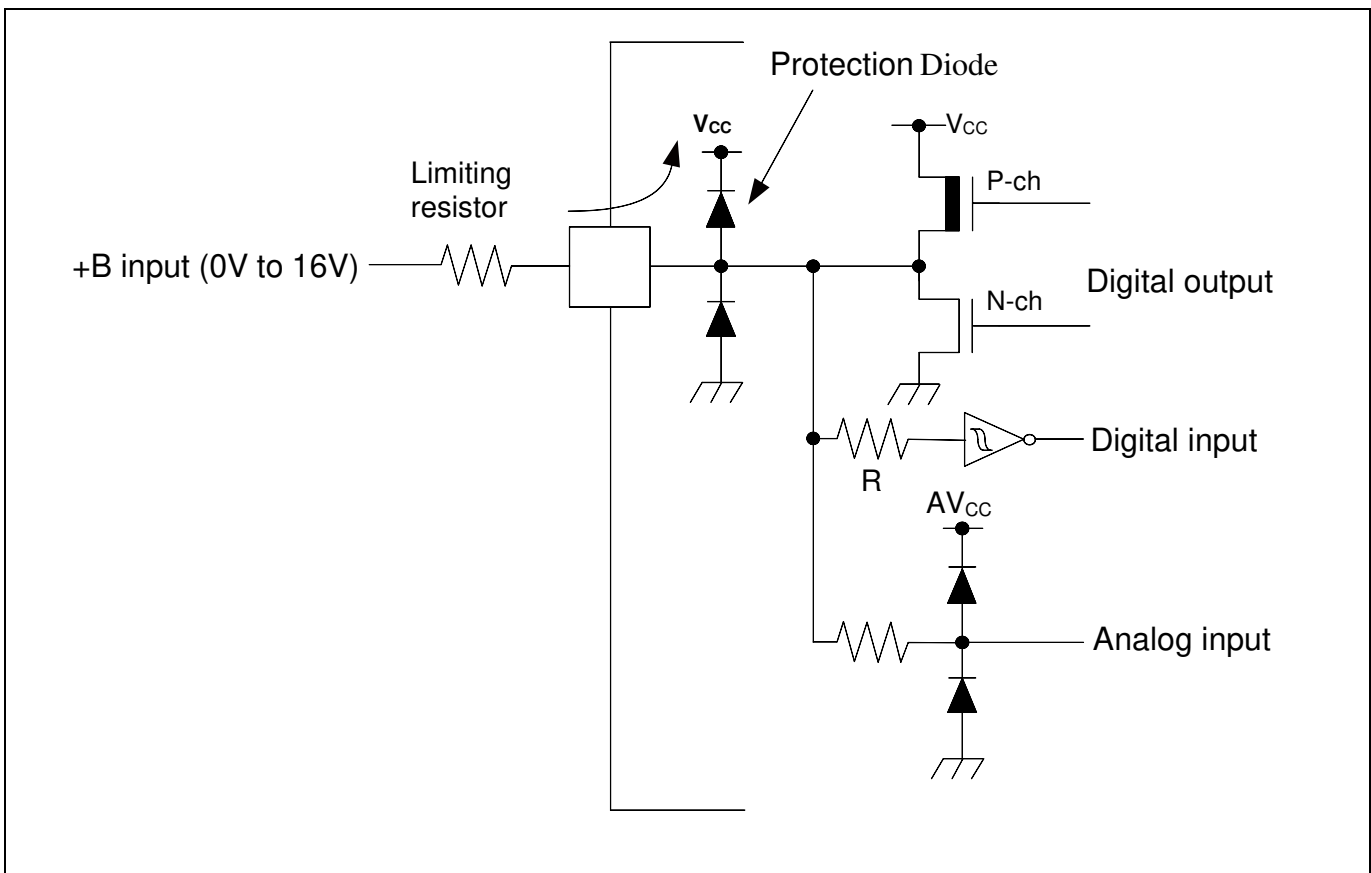 Protection Diode
Vcc
VCC
Limiting
resistor
P-ch
+B input (0V to 16V)
Digital output
N-ch
Digital input
R
AVCC
Analog input